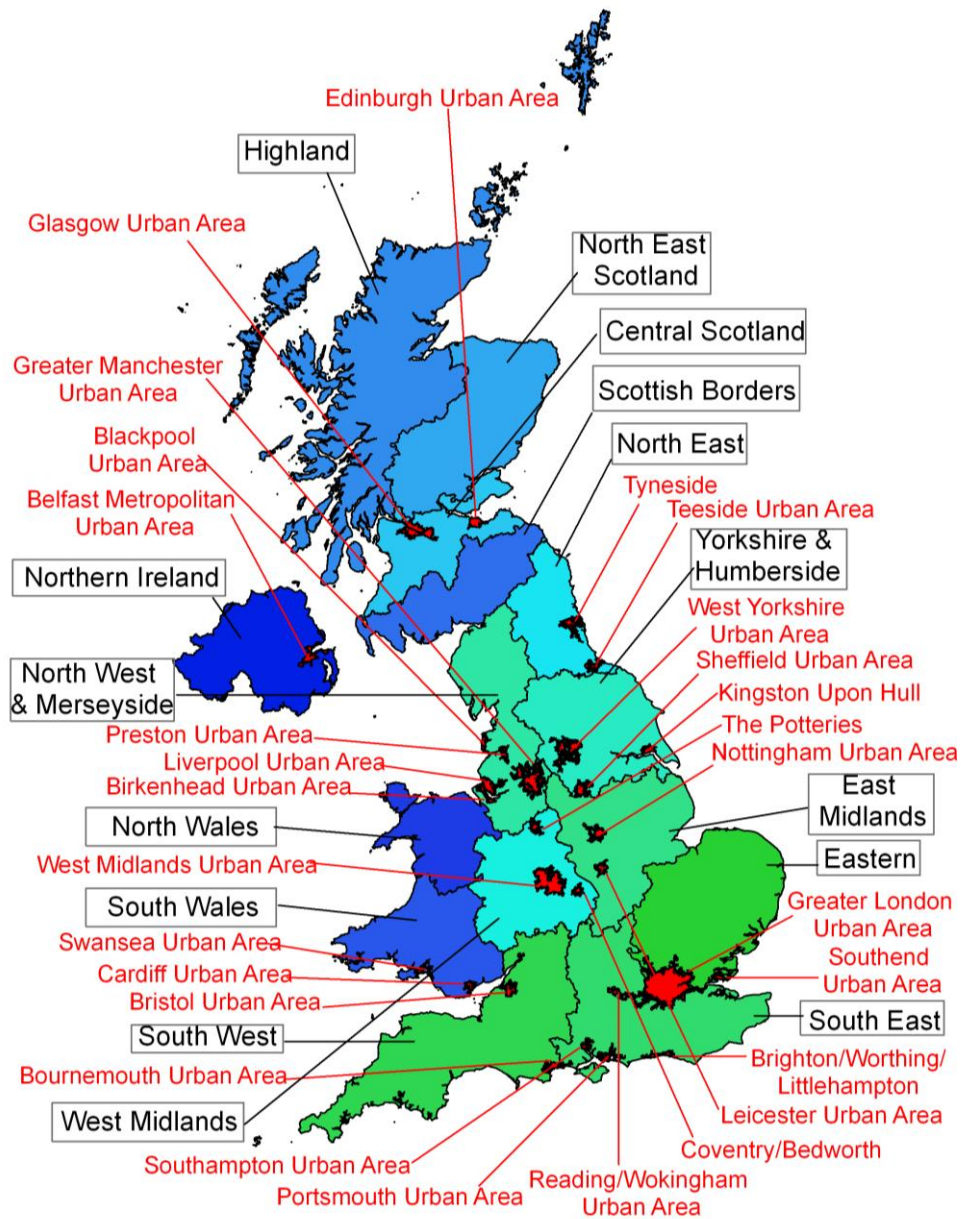 Edinburgh Urban Area
Highland
Glasgow Urban Area
North East
Scotland
Central Scotland
Greater Manchester
Urban Area
Scottish Borders
Blackpool
Urban Area
North East
Tyneside
Belfast Metropolitan
Urban Area
Teeside Urban Area
Yorkshire &
Humberside
Northern Ireland
West Yorkshire
Urban Area
Sheffield Urban Area
North West
& Merseyside
Kingston Upon Hull
The Potteries
Preston Urban Area
Nottingham Urban Area
Liverpool Urban Area
Birkenhead Urban Area
East
Midlands
North Wales
Eastern
West Midlands Urban Area
South Wales
Greater London
Urban Area
Swansea Urban Area
Southend
Urban Area
Cardiff Urban Area
Bristol Urban Area
South East
South West
Brighton/Worthing/
Littlehampton
Bournemouth Urban Area
West Midlands
Leicester Urban Area
Coventry/Bedworth
Southampton Urban Area
Reading/Wokingham
Urban Area
Portsmouth Urban Area